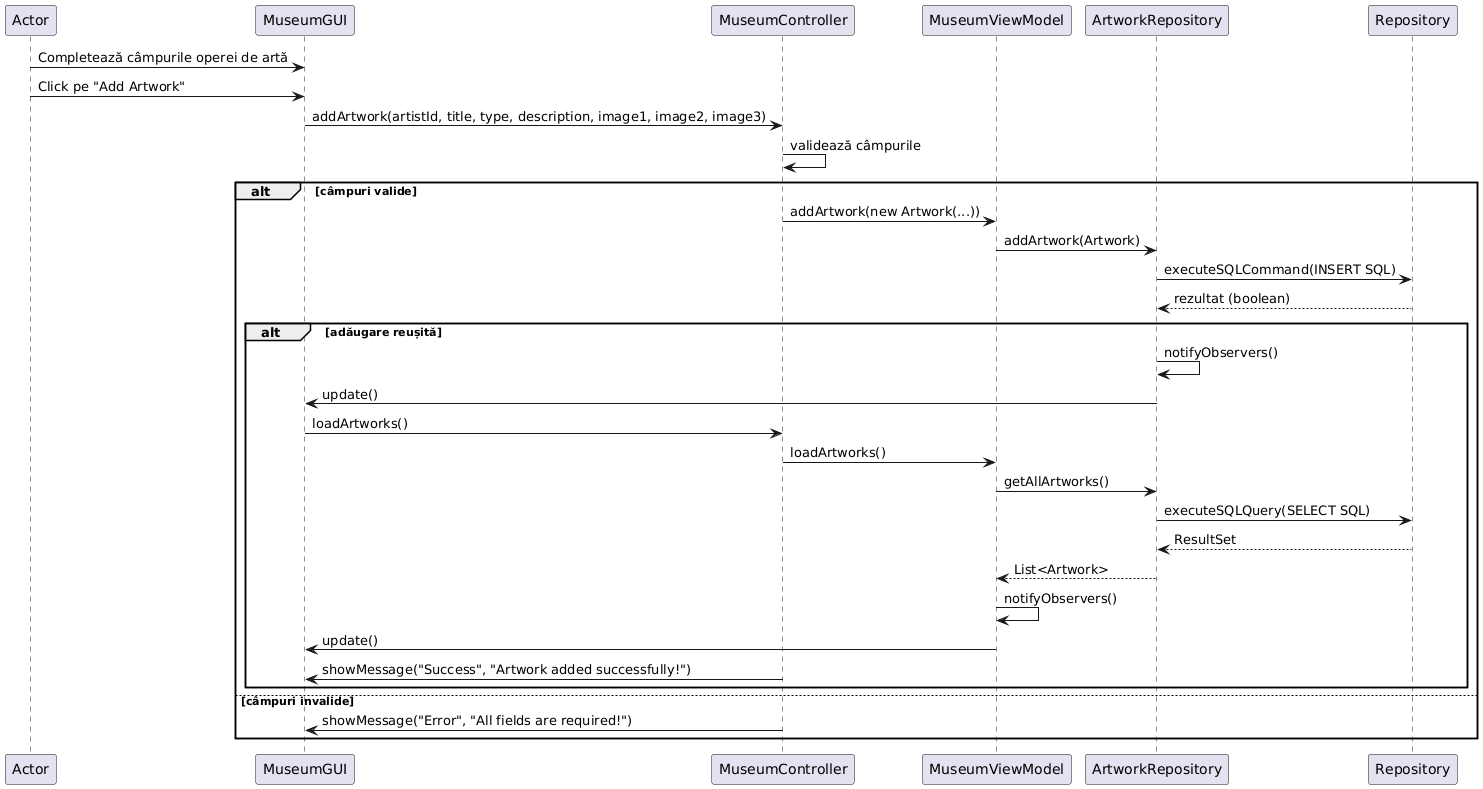 Actor
MuseumGUI
MuseumController
MuseumViewModel
ArtworkRepository
Repository
Completează câmpurile operei de artă
Click pe "Add Artwork"
addArtwork(artistId, title, type, description, image1, image2, image3)
validează câmpurile
alt
[câmpuri valide]
addArtwork(new Artwork(...))
addArtwork(Artwork)
executeSQLCommand(INSERT SQL)
rezultat (boolean)
alt
[adăugare reușită]
notifyObservers()
update()
loadArtworks()
loadArtworks()
getAllArtworks()
executeSQLQuery(SELECT SQL)
ResultSet
List<Artwork>
notifyObservers()
update()
showMessage("Success", "Artwork added successfully!")
[câmpuri invalide]
showMessage("Error", "All fields are required!")
Actor
MuseumGUI
MuseumController
MuseumViewModel
ArtworkRepository
Repository